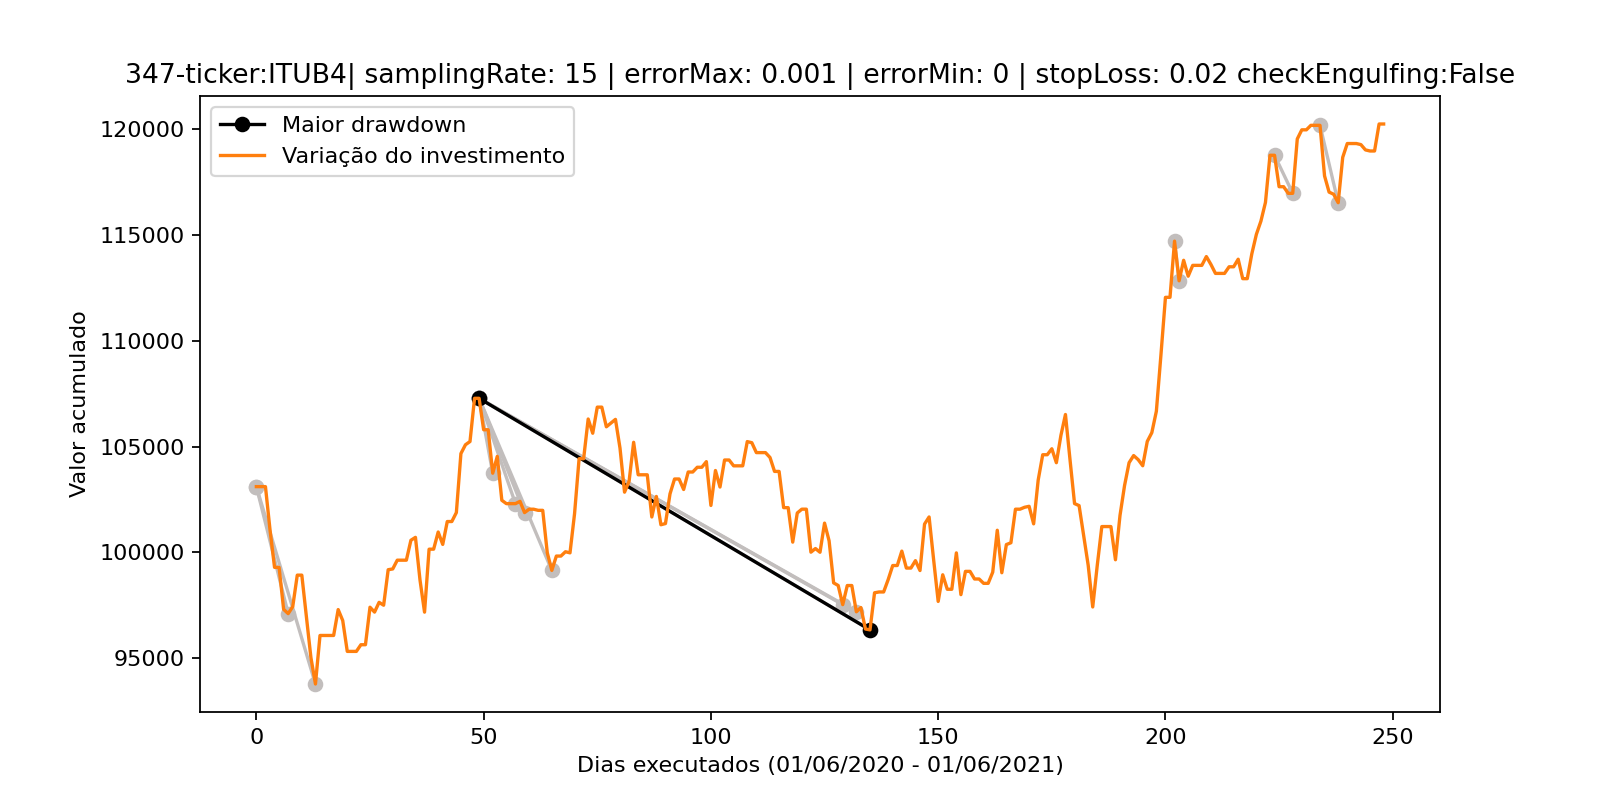 347-ticker:ITUB4| samplingRate: 15 | errorMax: 0.001 | errorMin: 0 | stopLoss: 0.02 checkEngulfing:False
Maior drawdown
Variação do investimento
120000
115000
110000
105000
100000
95000
Valor acumulado
0 50 100 150 200 250
Dias executados (01/06/2020 - 01/06/2021)